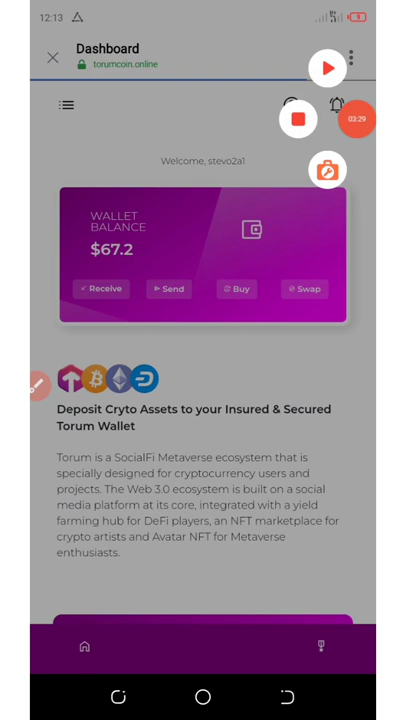 12:13
Dashboard
torumcoin.online
03:29
Welcome, stevo2a1
WALLET
BALANCE
$67.2
Receive
Send
Buy
Swap
Deposit Cryto Assets to your Insured & Secured
Torum Wallet
Torum is a SocialFi Metaverse ecosystem that is
specially designed for cryptocurrency users and
projects. The Web 3.0 ecosystem is built on a social
media platform at its core, integrated with a yield
farming hub for DeFi players, an NFT marketplace for
crypto artists and Avatar NFT for Metaverse
enthusiasts.